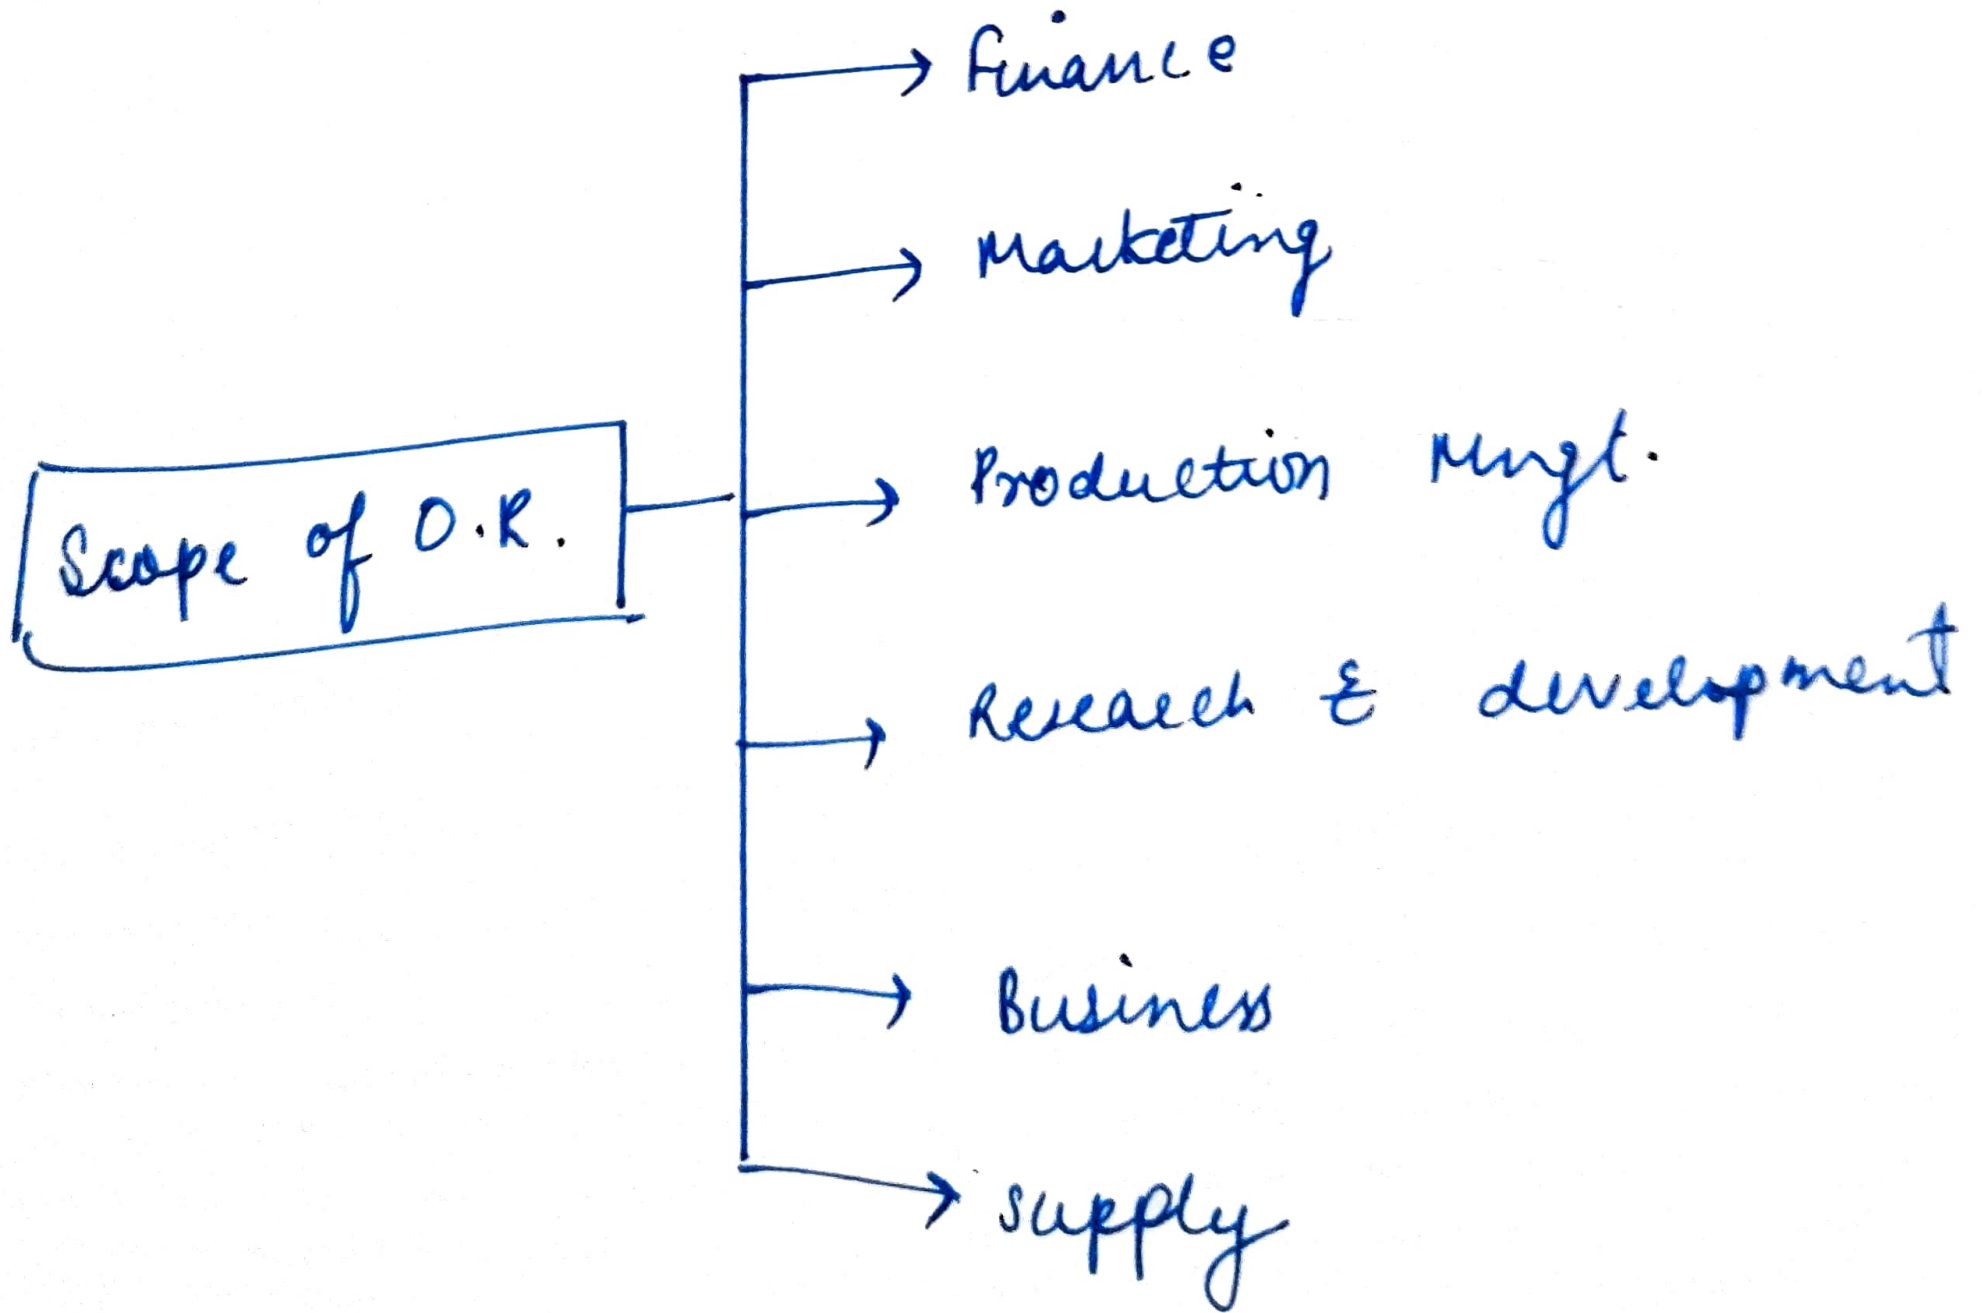 Finance
Marketing
Production Mngt.
Scope of O.R.
Research & development
Business
Supply